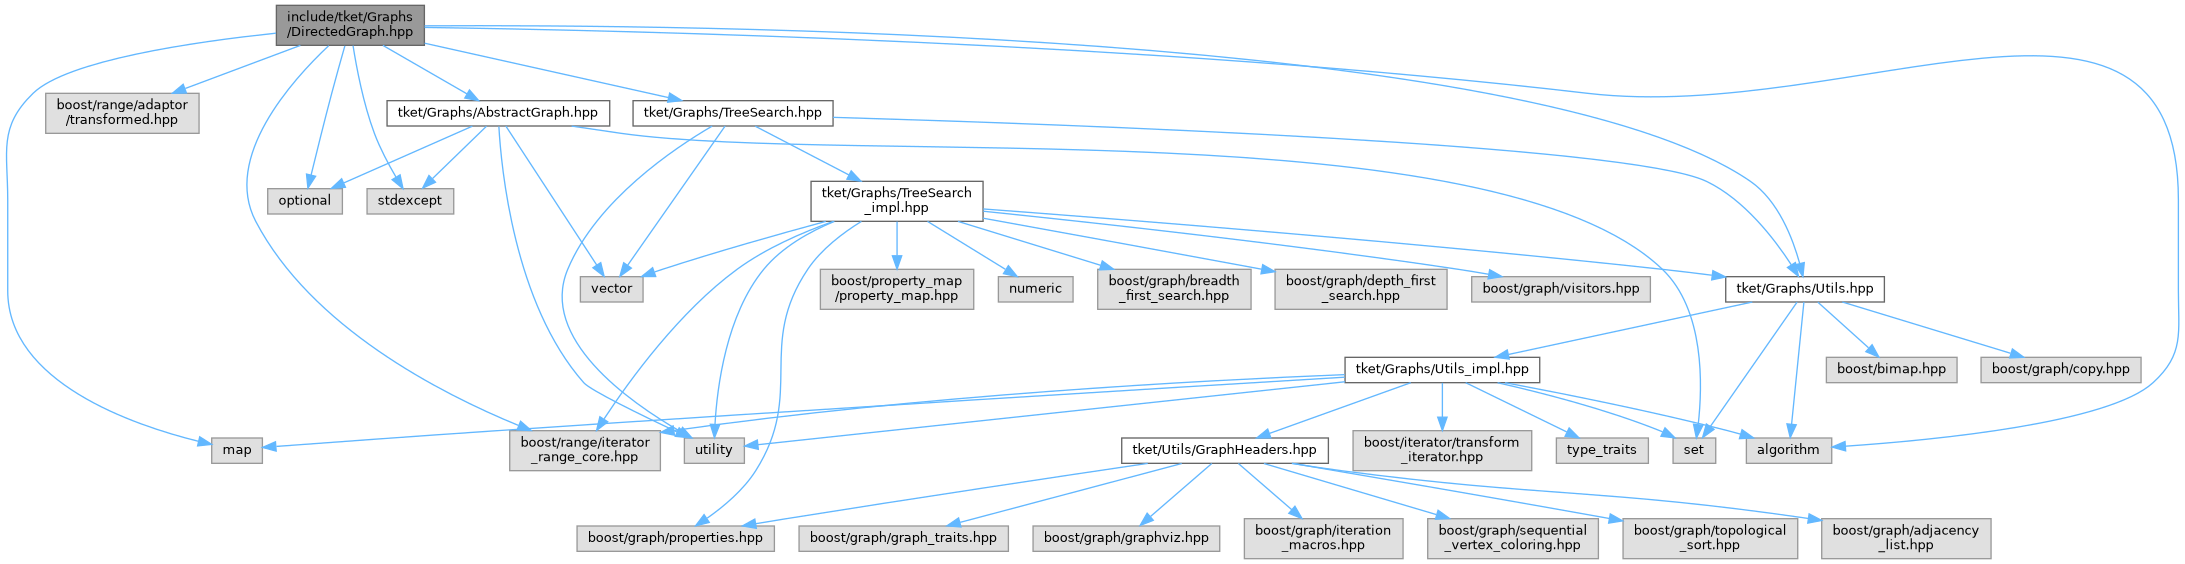 include/tket/Graphs
/DirectedGraph.hpp
boost/range/adaptor
/transformed.hpp
tket/Graphs/AbstractGraph.hpp
tket/Graphs/TreeSearch.hpp
optional
stdexcept
tket/Graphs/TreeSearch
_impl.hpp
vector
boost/property_map
/property_map.hpp
numeric
boost/graph/breadth
_first_search.hpp
boost/graph/depth_first
_search.hpp
boost/graph/visitors.hpp
tket/Graphs/Utils.hpp
tket/Graphs/Utils_impl.hpp
boost/bimap.hpp
boost/graph/copy.hpp
map
boost/range/iterator
_range_core.hpp
utility
tket/Utils/GraphHeaders.hpp
boost/iterator/transform
_iterator.hpp
type_traits
set
algorithm
boost/graph/properties.hpp
boost/graph/graph_traits.hpp
boost/graph/graphviz.hpp
boost/graph/iteration
_macros.hpp
boost/graph/sequential
_vertex_coloring.hpp
boost/graph/topological
_sort.hpp
boost/graph/adjacency
_list.hpp